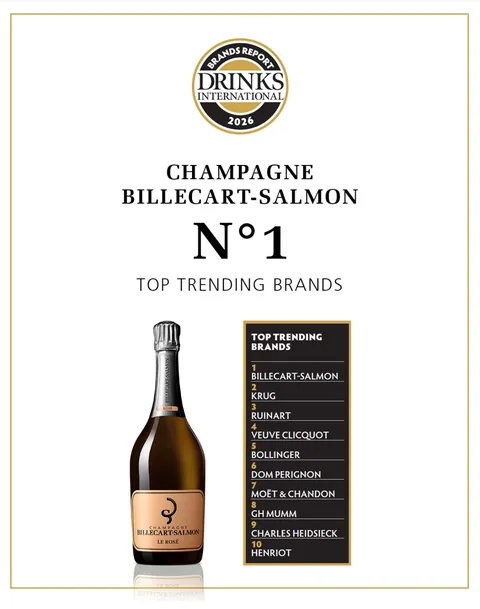 BRANDS REPORT
DRINKS
INTERNATIONAL
2026
CHAMPAGNE
BILLECART-SALMON
N°1
TOP TRENDING BRANDS
TOP TRENDING
BRANDS
1
BILLECART-SALMON
2
KRUG
3
RUINART
4
VEUVE CLICQUOT
5
BOLLINGER
6
DOM PERIGNON
7
MOËT & CHANDON
8
GH MUMM
9
CHARLES HEIDSIECK
10
HENRIOT
CHAMPAGNE
BILLECART-SALMON
LE ROSÉ